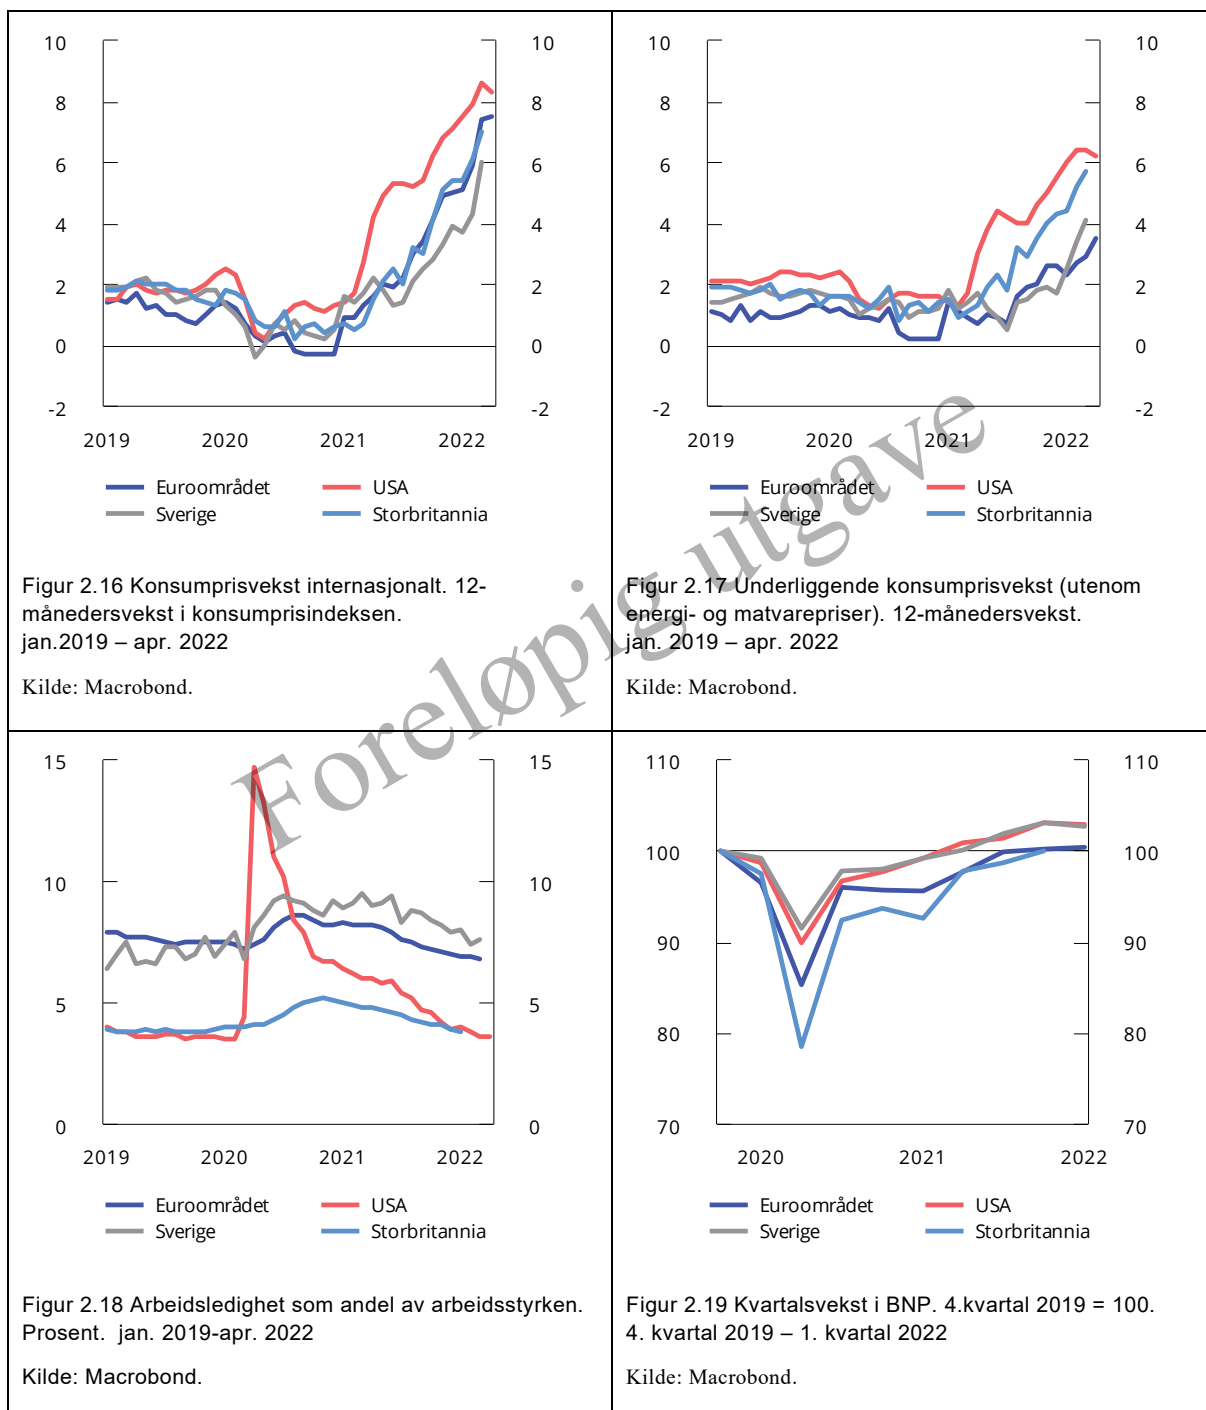 10 10
8 8
6 6
4 4
2 2
0 0
-2 -2
2019 2020 2021 2022
Euroområdet USA
Sverige Storbritannia
Figur 2.16 Konsumprisvekst internasjonalt. 12-
månedersvekst i konsumprisindeksen.
jan.2019 – apr. 2022
Kilde: Macrobond.
10 10
8 8
6 6
4 4
2 2
0 0
-2 -2
2019 2020 2021 2022
Euroområdet USA
Sverige Storbritannia
Figur 2.17 Underliggende konsumprisvekst (utenom
energi- og matvarepriser). 12-månedersvekst.
jan. 2019 – apr. 2022
Kilde: Macrobond.
Foreløpig utgave
15 15
10 10
5 5
0 0
2019 2020 2021 2022
Euroområdet USA
Sverige Storbritannia
Figur 2.18 Arbeidsledighet som andel av arbeidsstyrken.
Prosent. jan. 2019-apr. 2022
Kilde: Macrobond.
110 110
100 100
90 90
80 80
70 70
2020 2021 2022
Euroområdet USA
Sverige Storbritannia
Figur 2.19 Kvartalsvekst i BNP. 4.kvartal 2019 = 100.
4. kvartal 2019 – 1. kvartal 2022
Kilde: Macrobond.